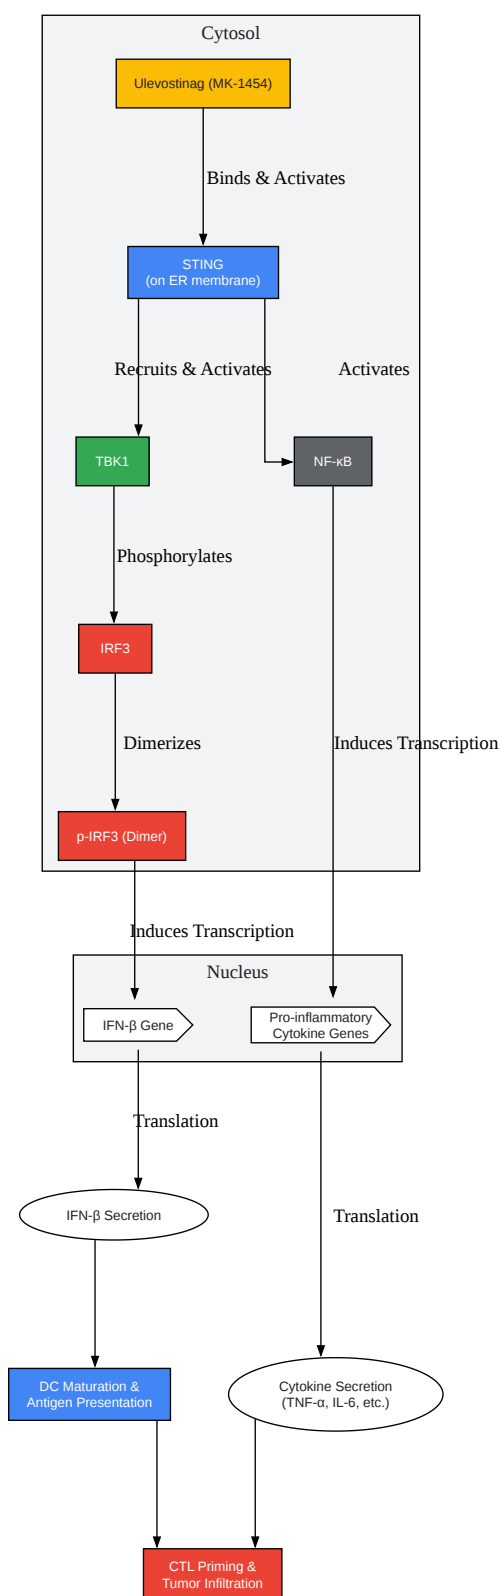 Cytosol
Ulevostinag (MK-1454)
Binds & Activates
STING
(on ER membrane)
Recruits & Activates
Activates
TBK1
NF-κB
Phosphorylates
IRF3
Dimerizes
Induces Transcription
p-IRF3 (Dimer)
Induces Transcription
Nucleus
IFN-β Gene
Pro-inflammatory
Cytokine Genes
Translation
IFN-β Secretion
Translation
DC Maturation &
Antigen Presentation
Cytokine Secretion
(TNF-α, IL-6, etc.)
CTL Priming &
Tumor Infiltration